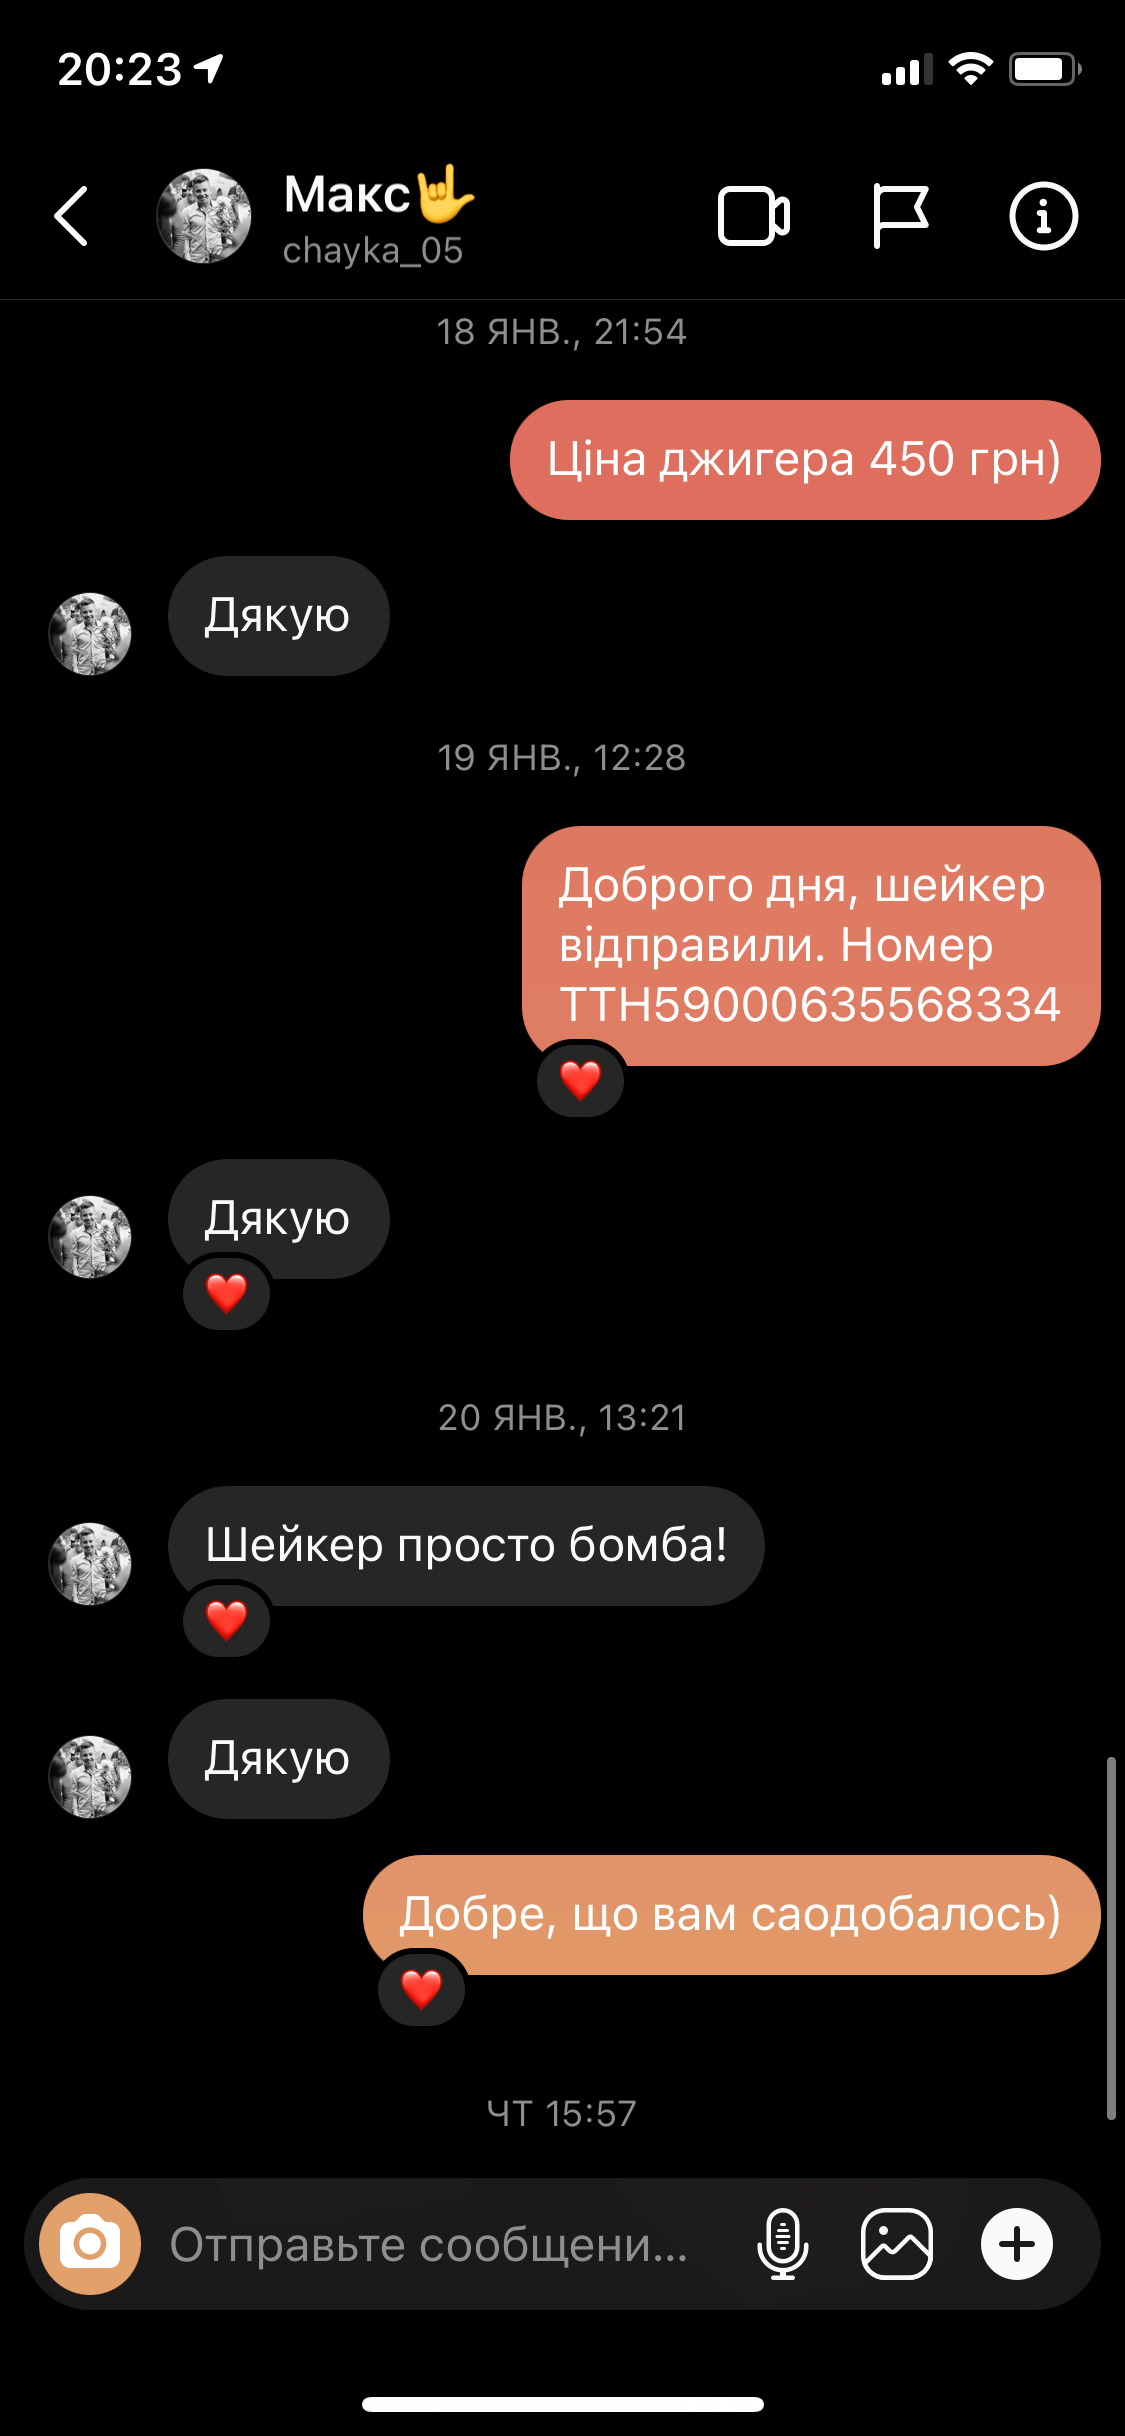 20:23
Макс🤟
chayka_05
18 ЯНВ., 21:54
Ціна джигера 450 грн)
Дякую
19 ЯНВ., 12:28
Доброго дня, шейкер
відправили. Номер
ТТН59000635568334
❤️
Дякую
❤️
20 ЯНВ., 13:21
Шейкер просто бомба!
❤️
Дякую
Добре, що вам саодобалось)
❤️
ЧТ 15:57
Отправьте сообщени...